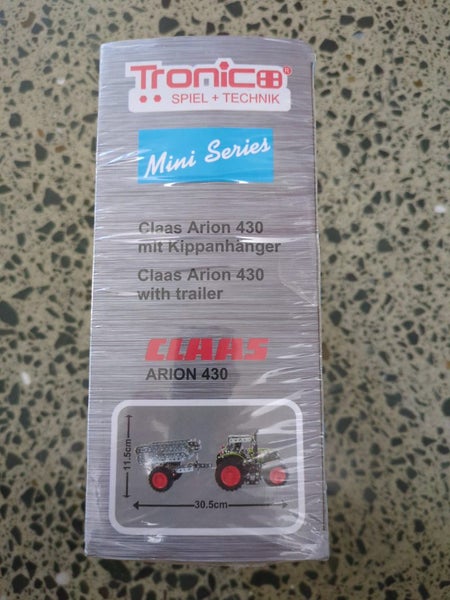 Tronico®
SPIEL + TECHNIK
Mini Series
Claas Arion 430
mit Kippanhänger
Claas Arion 430
with trailer
CLAAS
ARION 430
11.5cm
30.5cm